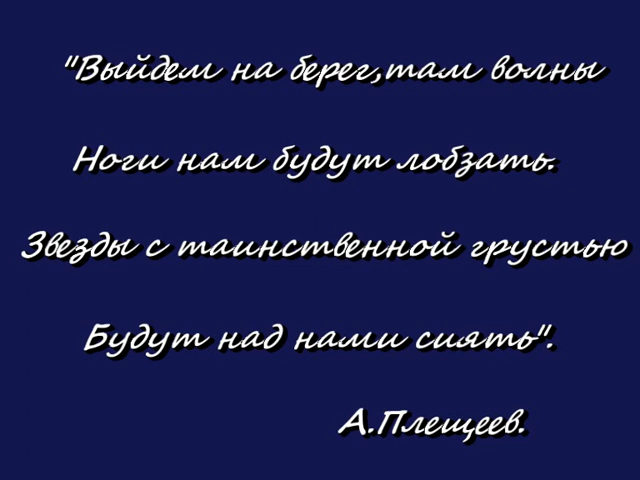 "Выйдем на берег,там волны
Ноги нам будут лобзать.
Звезды с таинственной грустью
Будут над нами сиять".
А.Плещеев.